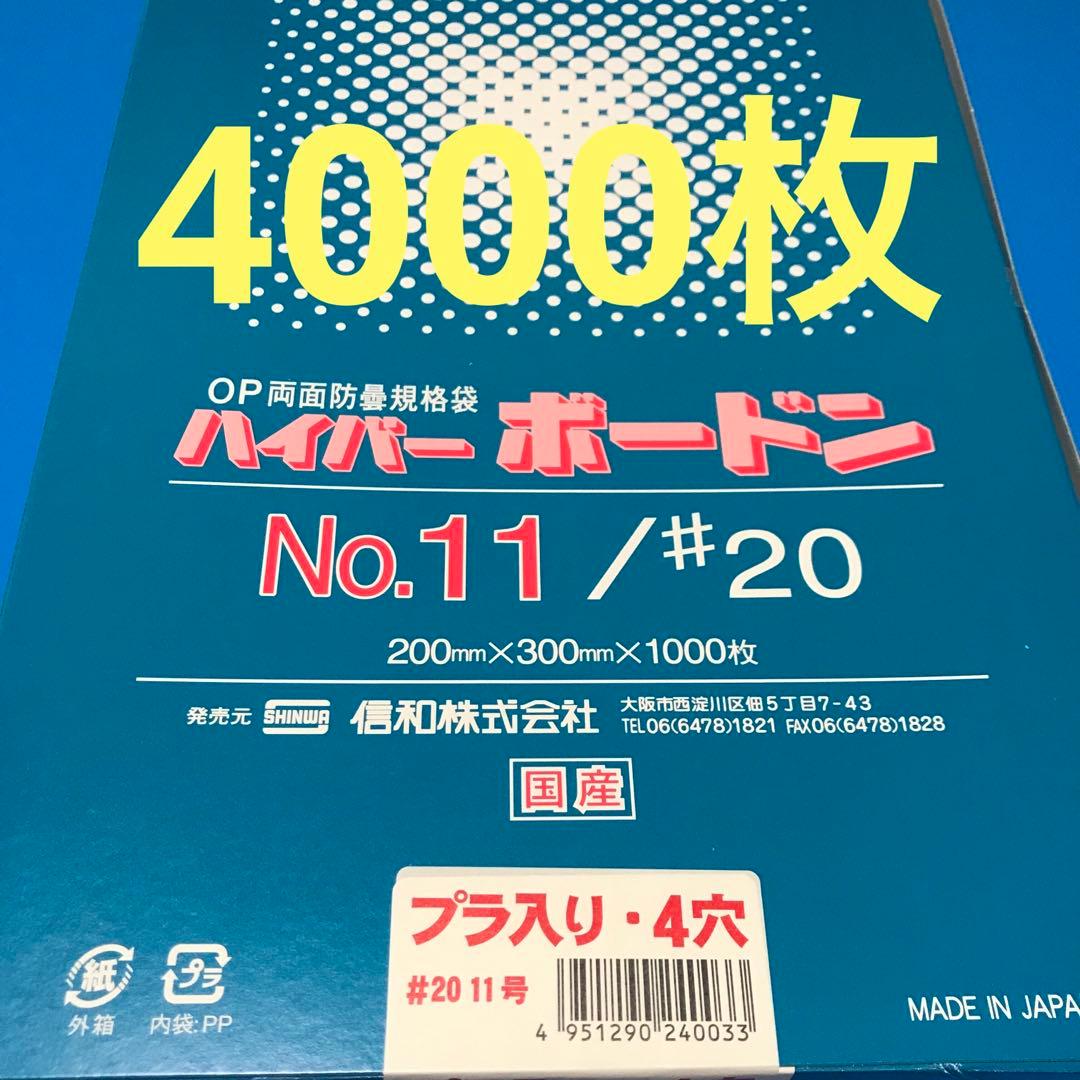 4000枚
OP両面防曇規格袋
ハイパー ボードン
No.11/#20
200mm×300mm×1000枚
発売元 SHINWA 信和株式会社 大阪市西淀川区佃5丁目7-43
TEL06(6478)1821 FAX06(6478)1828
国産
プラ入り・4穴
#20 11号
4 951290 240033
紙 プラ
外箱 内袋:PP
MADE IN JAPA